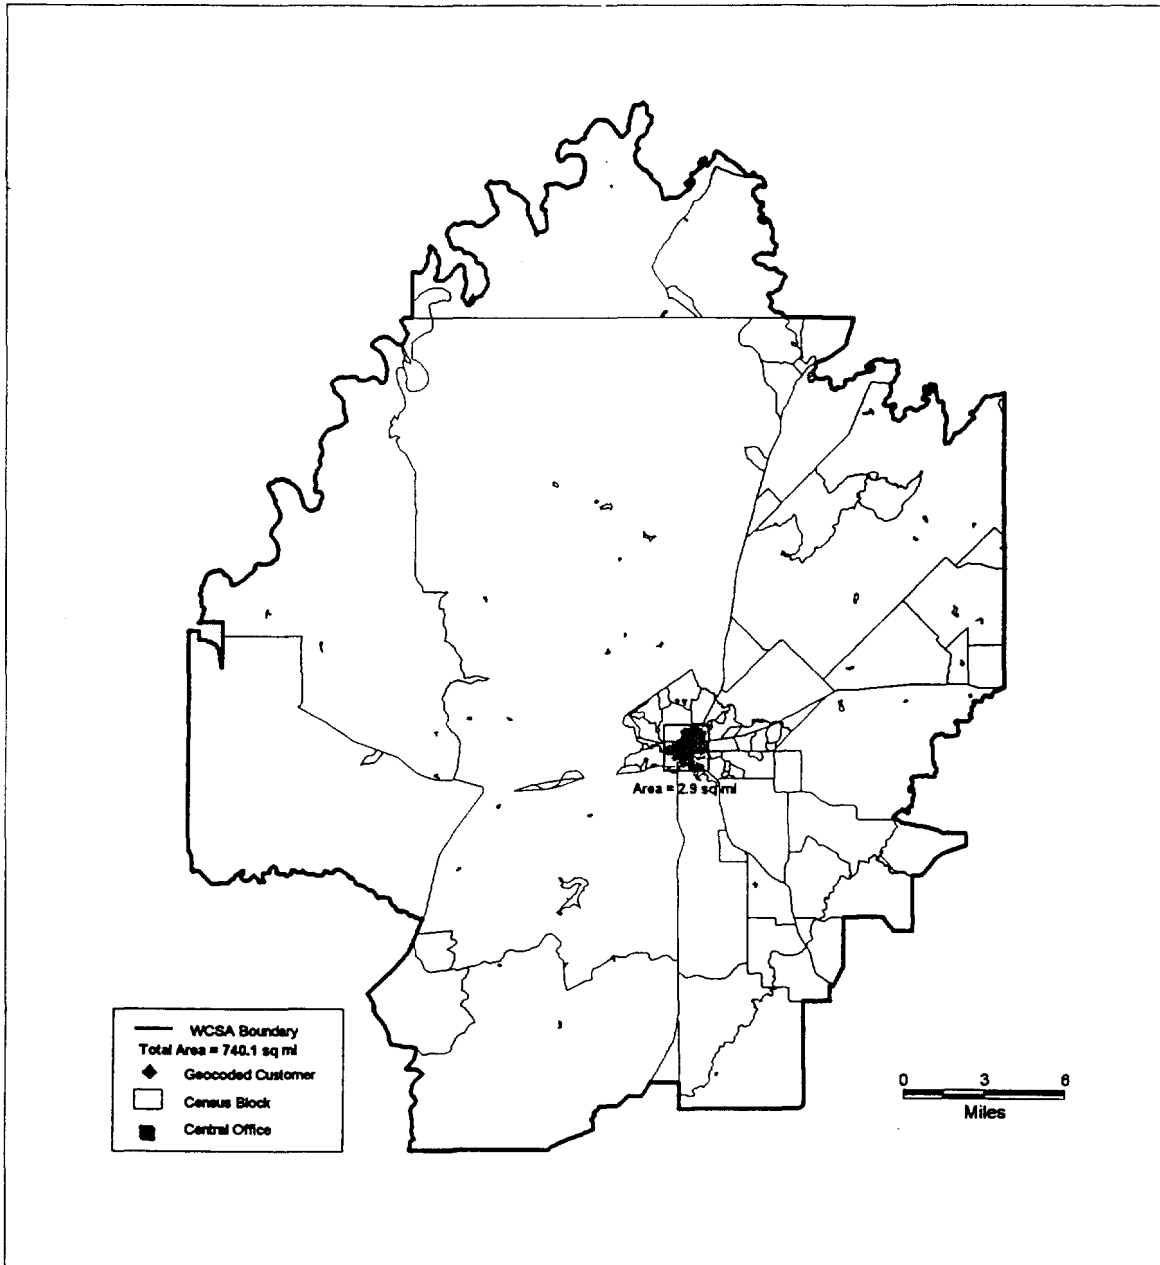 Area = 2.9 sq mi
WCSA Boundary
Total Area = 740.1 sq mi
Geocoded Customer
Census Block
Central Office
0 3 6
Miles